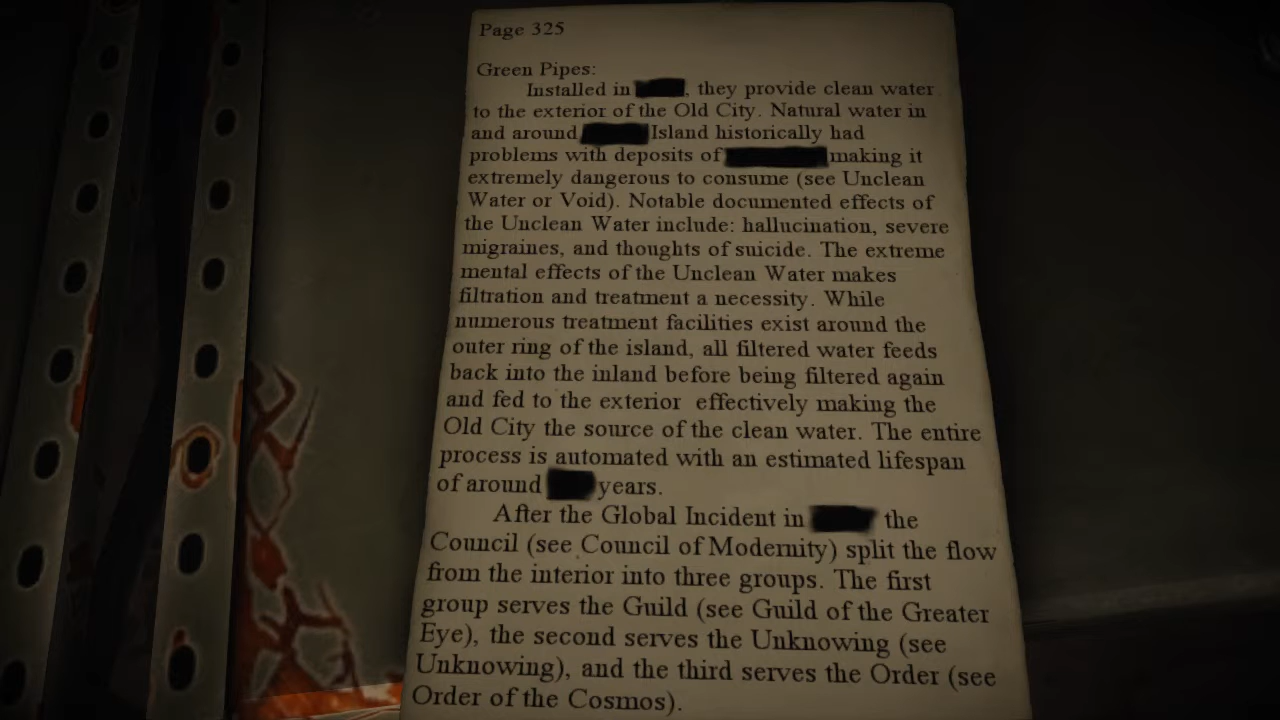 Page 325
Green Pipes:
Installed in , they provide clean water
to the exterior of the Old City. Natural water in
and around Island historically had
problems with deposits of making it
extremely dangerous to consume (see Unclean
Water or Void). Notable documented effects of
the Unclean Water include: hallucination, severe
migraines, and thoughts of suicide. The extreme
mental effects of the Unclean Water makes
filtration and treatment a necessity. While
numerous treatment facilities exist around the
outer ring of the island, all filtered water feeds
back into the inland before being filtered again
and fed to the exterior effectively making the
Old City the source of the clean water. The entire
process is automated with an estimated lifespan
of around years.
After the Global Incident in the
Council (see Council of Modernity) split the flow
from the interior into three groups. The first
group serves the Guild (see Guild of the Greater
Eye), the second serves the Unknowing (see
Unknowing), and the third serves the Order (see
Order of the Cosmos).